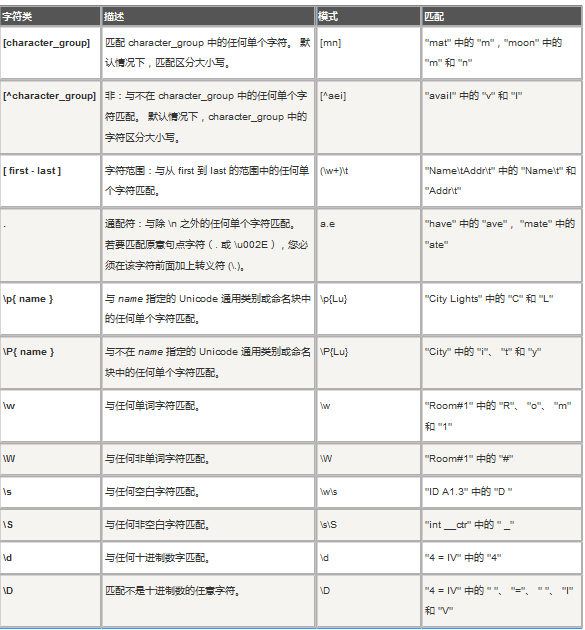 字符类 描述 模式 匹配
[character_group] 匹配 character_group 中的任何单个字符。 默 [mn] "mat" 中的 "m"，"moon" 中的
认情况下，匹配区分大小写。 "m" 和 "n"
[^character_group] 非：与不在 character_group 中的任何单个字 [^aei] "avail" 中的 "v" 和 "l"
符匹配。 默认情况下，character_group 中的
字符区分大小写。
[ first - last ] 字符范围：与从 first 到 last 的范围中的任何单 (\w+)\t "Name\tAddr\t" 中的 "Name\t" 和
个字符匹配。 "Addr\t"
. 通配符：与除 \n 之外的任何单个字符匹配。 a.e "have" 中的 "ave"， "mate" 中的
若要匹配原意句点字符（. 或 \u002E），您必 "ate"
须在该字符前面加上转义符 (\.)。
\p{ name } 与 name 指定的 Unicode 通用类别或命名块中 \p{Lu} "City Lights" 中的 "C" 和 "L"
的任何单个字符匹配。
\P{ name } 与不在 name 指定的 Unicode 通用类别或命名 \P{Lu} "City" 中的 "i"、 "t" 和 "y"
块中的任何单个字符匹配。
\w 与任何单词字符匹配。 \w "Room#1" 中的 "R"、 "o"、 "m"
和 "1"
\W 与任何非单词字符匹配。 \W "Room#1" 中的 "#"
\s 与任何空白字符匹配。 \w\s "ID A1.3" 中的 "D "
\S 与任何非空白字符匹配。 \s\S "int __ctr" 中的 " _"
\d 与任何十进制数字匹配。 \d "4 = IV" 中的 "4"
\D 匹配不是十进制数的任意字符。 \D "4 = IV" 中的 " "、 "="、 " "、 "I"
和 "V"